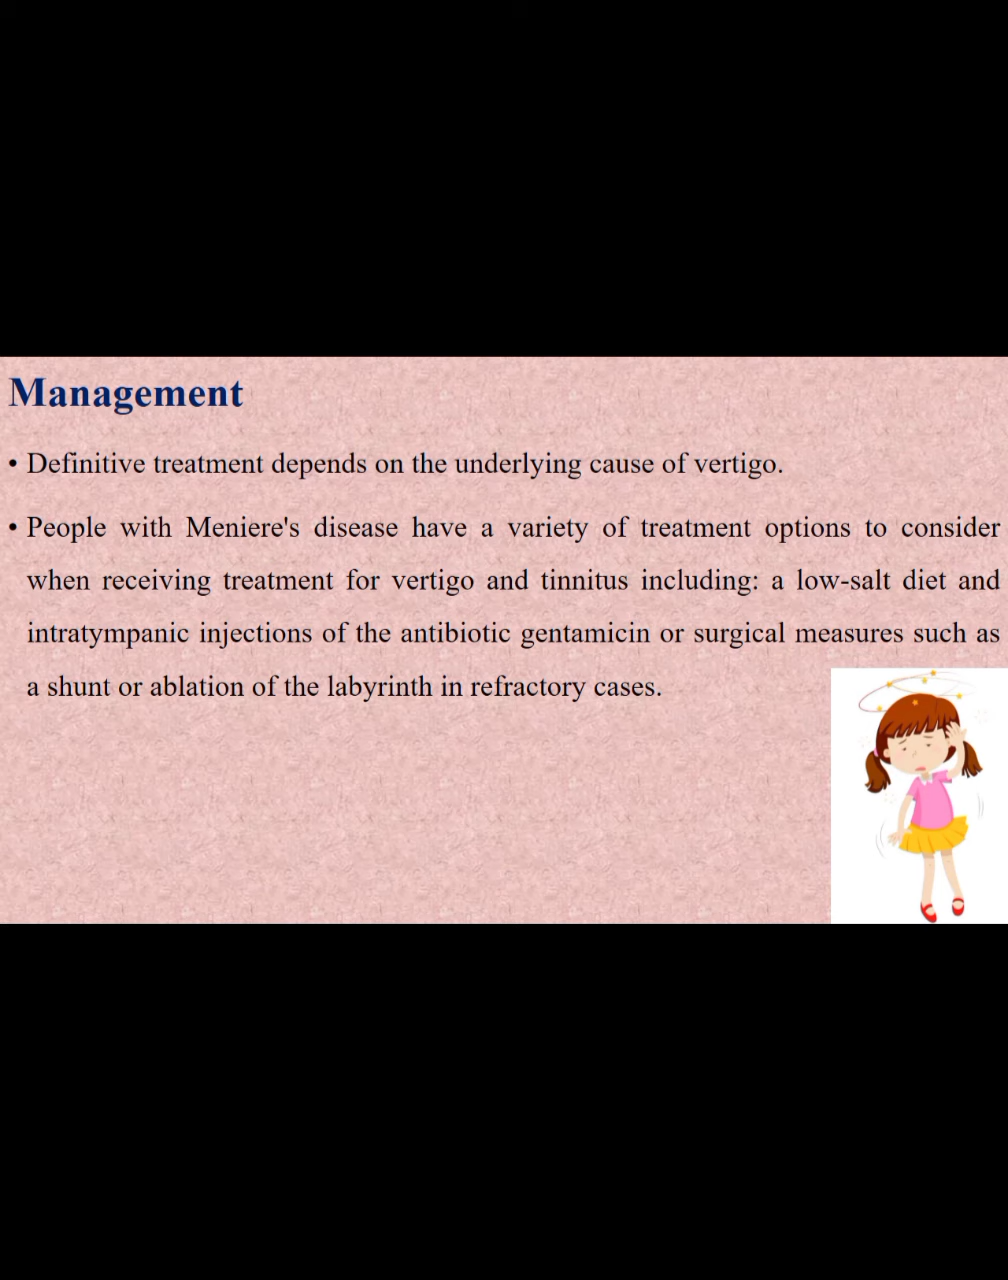 Management
• Definitive treatment depends on the underlying cause of vertigo.
• People with Meniere's disease have a variety of treatment options to consider
when receiving treatment for vertigo and tinnitus including: a low-salt diet and
intratympanic injections of the antibiotic gentamicin or surgical measures such as
a shunt or ablation of the labyrinth in refractory cases.